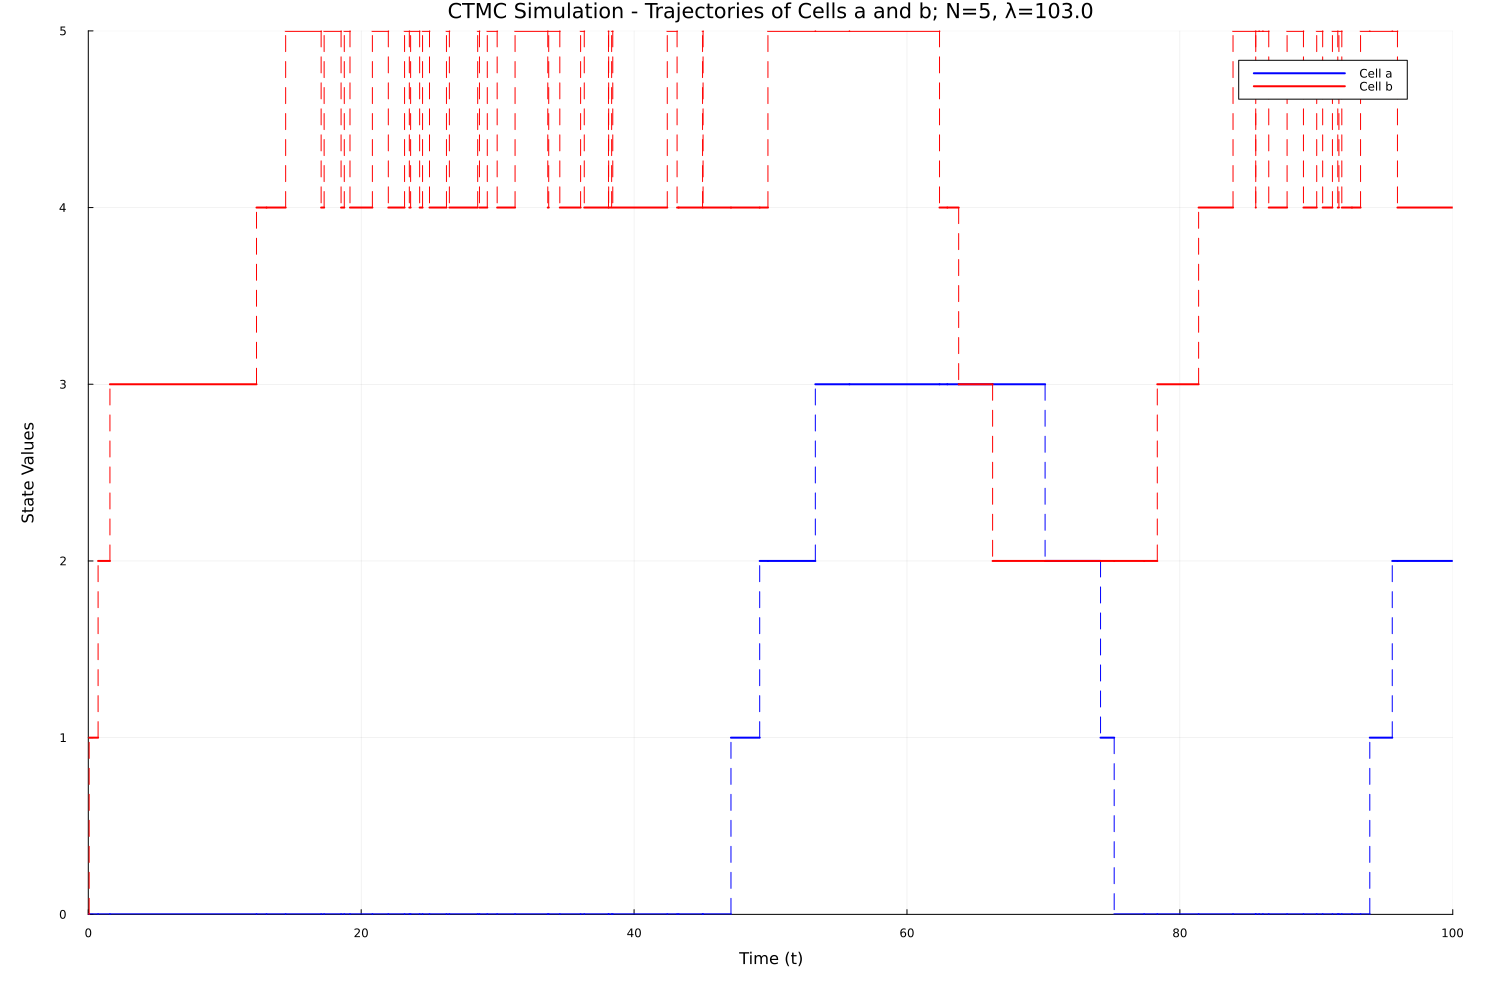 CTMC Simulation - Trajectories of Cells a and b; N=5, λ=103.0
5
Cell a
Cell b
4
3
State Values
2
1
0
0 20 40 60 80 100
Time (t)